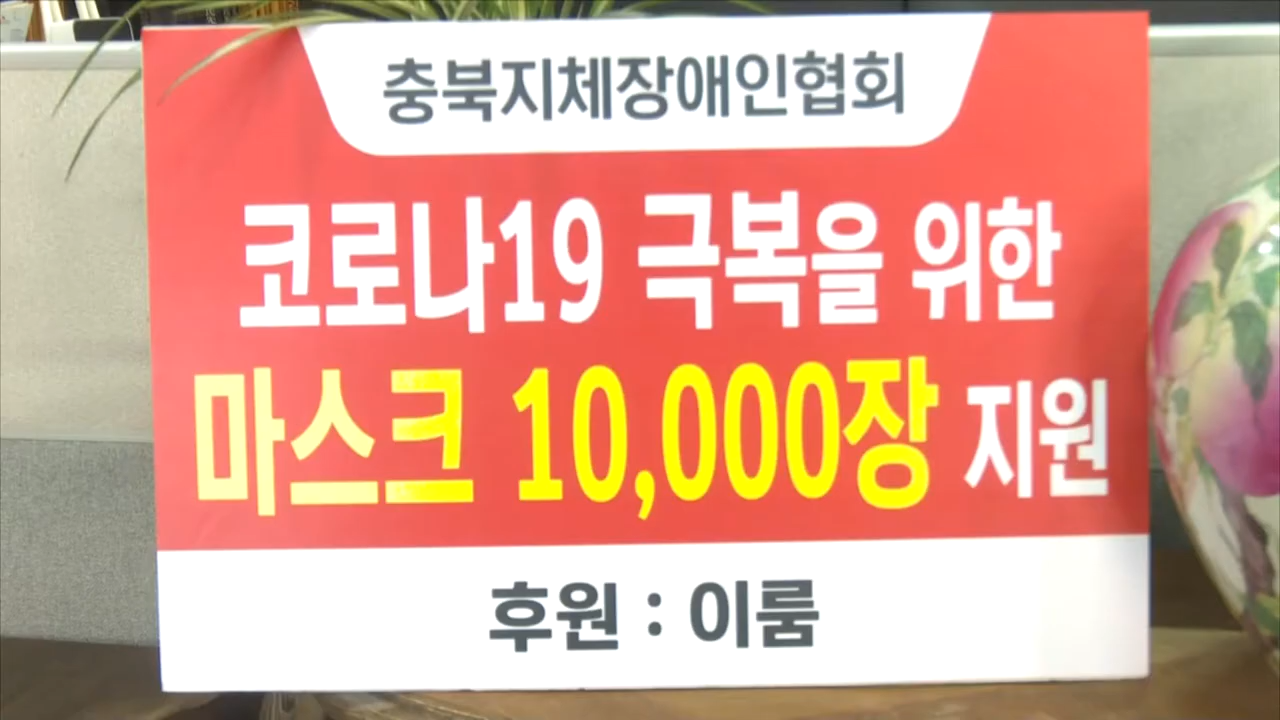 충북지체장애인협회
코로나19 극복을 위한
마스크 10,000장 지원
후원 : 이룸